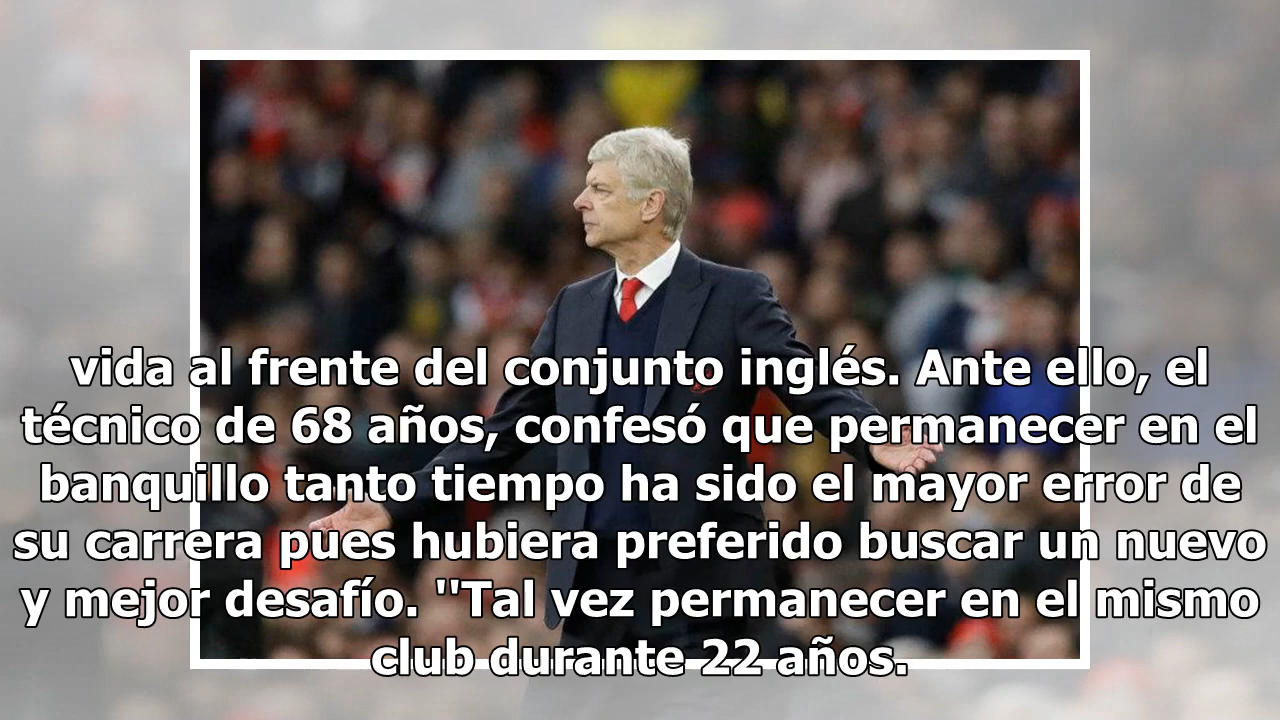 vida al frente del conjunto inglés. Ante ello, el
técnico de 68 años, confesó que permanecer en el
banquillo tanto tiempo ha sido el mayor error de
su carrera pues hubiera preferido buscar un nuevo
y mejor desafío. ''Tal vez permanecer en el mismo
club durante 22 años.